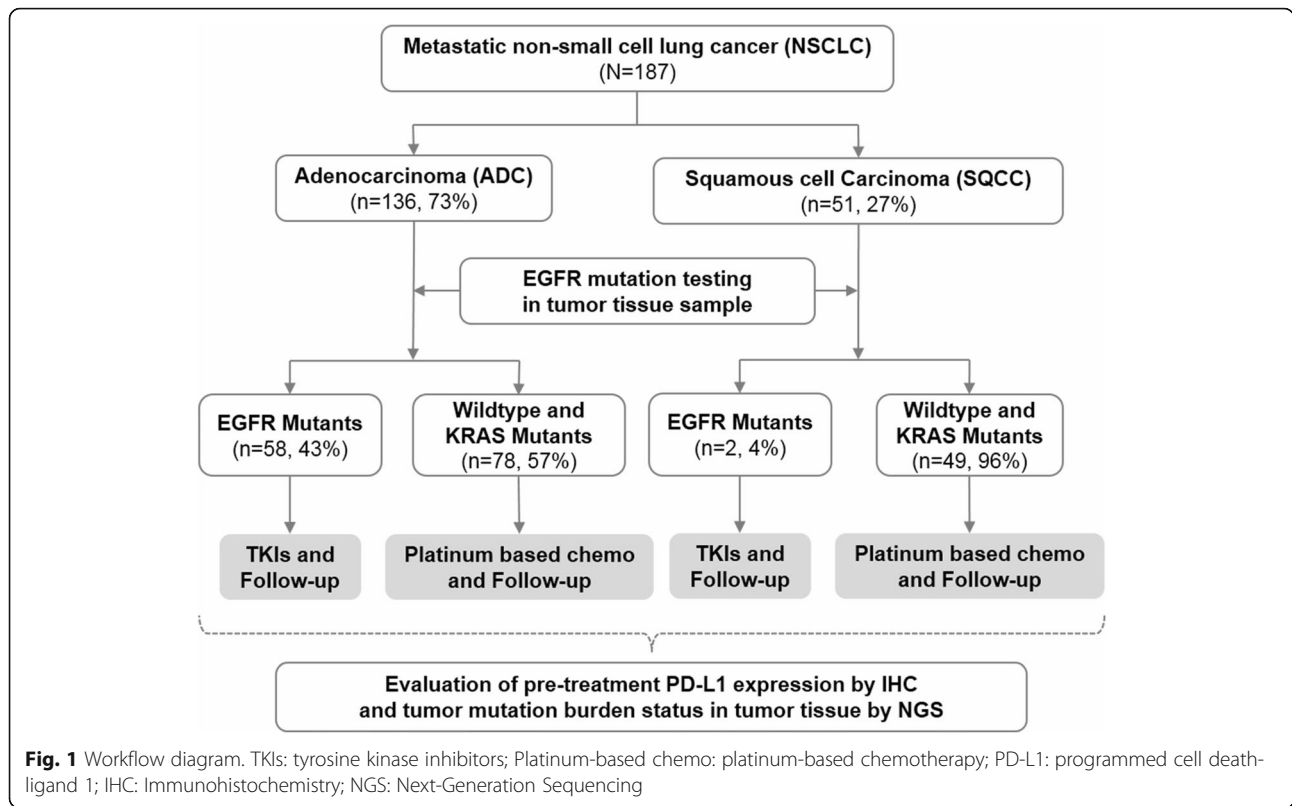 Metastatic non-small cell lung cancer (NSCLC)
(N=187)
Adenocarcinoma (ADC)
(n=136, 73%)
Squamous cell Carcinoma (SQCC)
(n=51, 27%)
EGFR mutation testing
in tumor tissue sample
EGFR Mutants
(n=58, 43%)
Wildtype and
KRAS Mutants
(n=78, 57%)
EGFR Mutants
(n=2, 4%)
Wildtype and
KRAS Mutants
(n=49, 96%)
TKIs and
Follow-up
Platinum based chemo
and Follow-up
TKIs and
Follow-up
Platinum based chemo
and Follow-up
Evaluation of pre-treatment PD-L1 expression by IHC
and tumor mutation burden status in tumor tissue by NGS
Fig. 1 Workflow diagram. TKIs: tyrosine kinase inhibitors; Platinum-based chemo: platinum-based chemotherapy; PD-L1: programmed cell death-
ligand 1; IHC: Immunohistochemistry; NGS: Next-Generation Sequencing